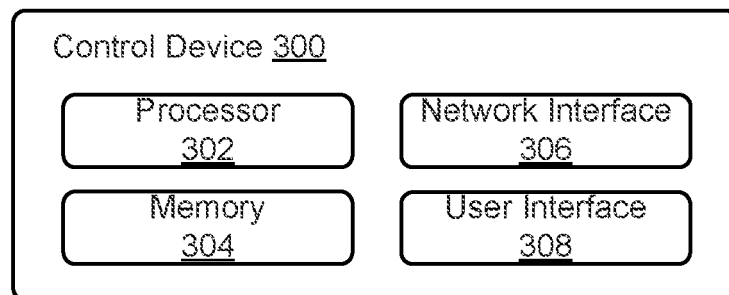 Control Device 300
Processor
302
Network Interface
306
Memory
304
User Interface
308